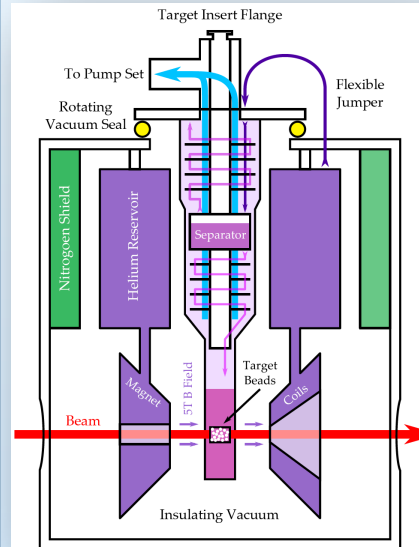 Target Insert Flange
To Pump Set
Flexible
Jumper
Rotating
Vacuum Seal
Nitrogoen Shield
Helium Reservoir
Separator
Target
Beads
Magnet
5T B Field
Coils
Beam
Insulating Vacuum